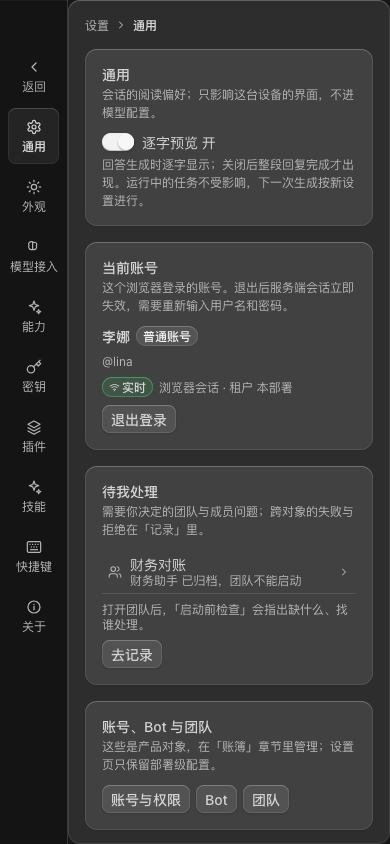 设置 > 通用
返回
通用
外观
模型接入
能力
密钥
插件
技能
快捷键
关于
通用
会话的阅读偏好；只影响这台设备的界面，不进
模型配置。
逐字预览 开
回答生成时逐字显示；关闭后整段回复完成才出
现。运行中的任务不受影响，下一次生成按新设
置进行。
当前账号
这个浏览器登录的账号。退出后服务端会话立即
失效，需要重新输入用户名和密码。
李娜 普通账号
@lina
实时 浏览器会话 · 租户 本部署
退出登录
待我处理
需要你决定的团队与成员问题；跨对象的失败与
拒绝在「记录」里。
财务对账
财务助手 已归档，团队不能启动
打开团队后，「启动前检查」会指出缺什么、找
谁处理。
去记录
账号、Bot 与团队
这些是产品对象，在「账簿」章节里管理；设置
页只保留部署级配置。
账号与权限 Bot 团队